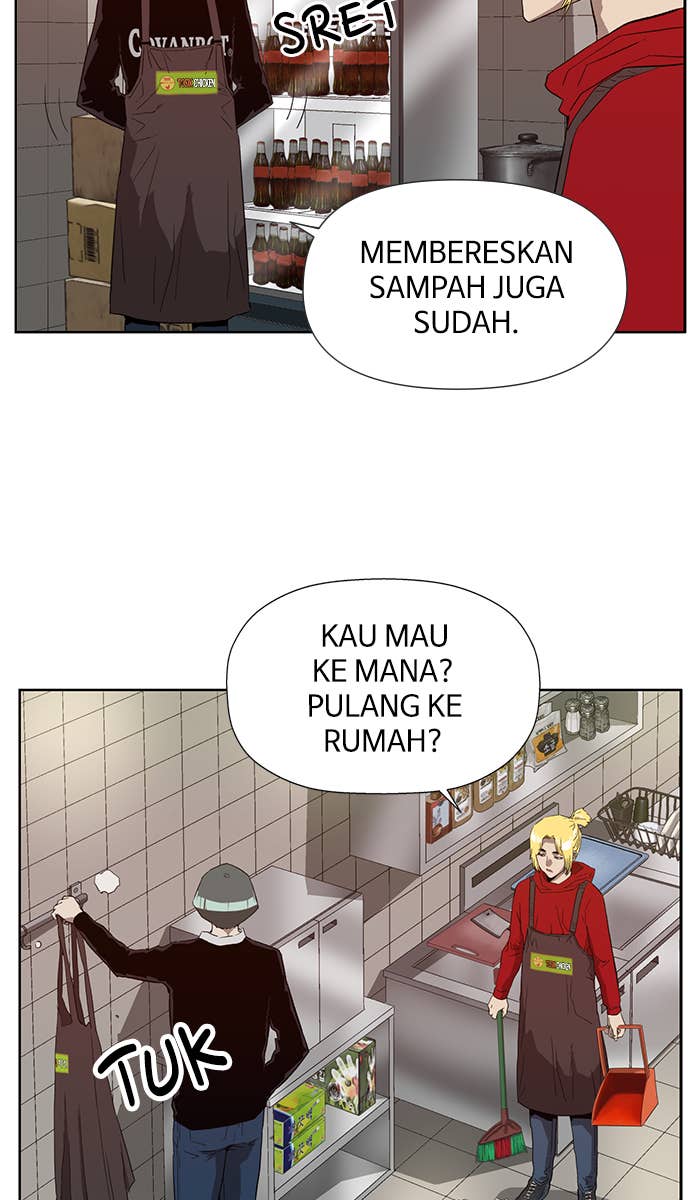 SRET
MEMBERESKAN
SAMPAH JUGA
SUDAH.
KAU MAU
KE MANA?
PULANG KE
RUMAH?
TUK